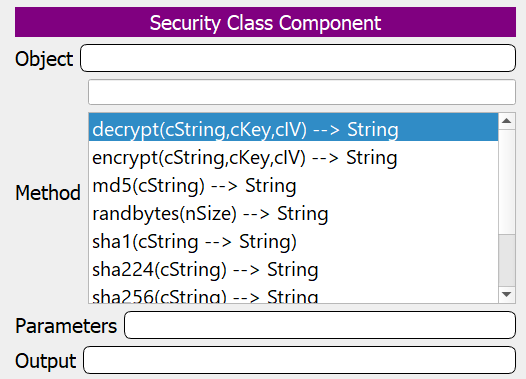 Security Class Component
Object
decrypt(cString,cKey,cIV) --> String
encrypt(cString,cKey,cIV) --> String
md5(cString) --> String
Method
randbytes(nSize) --> String
sha1(cString --> String)
sha224(cString) --> String
sha256(cString) --> String
Parameters
Output